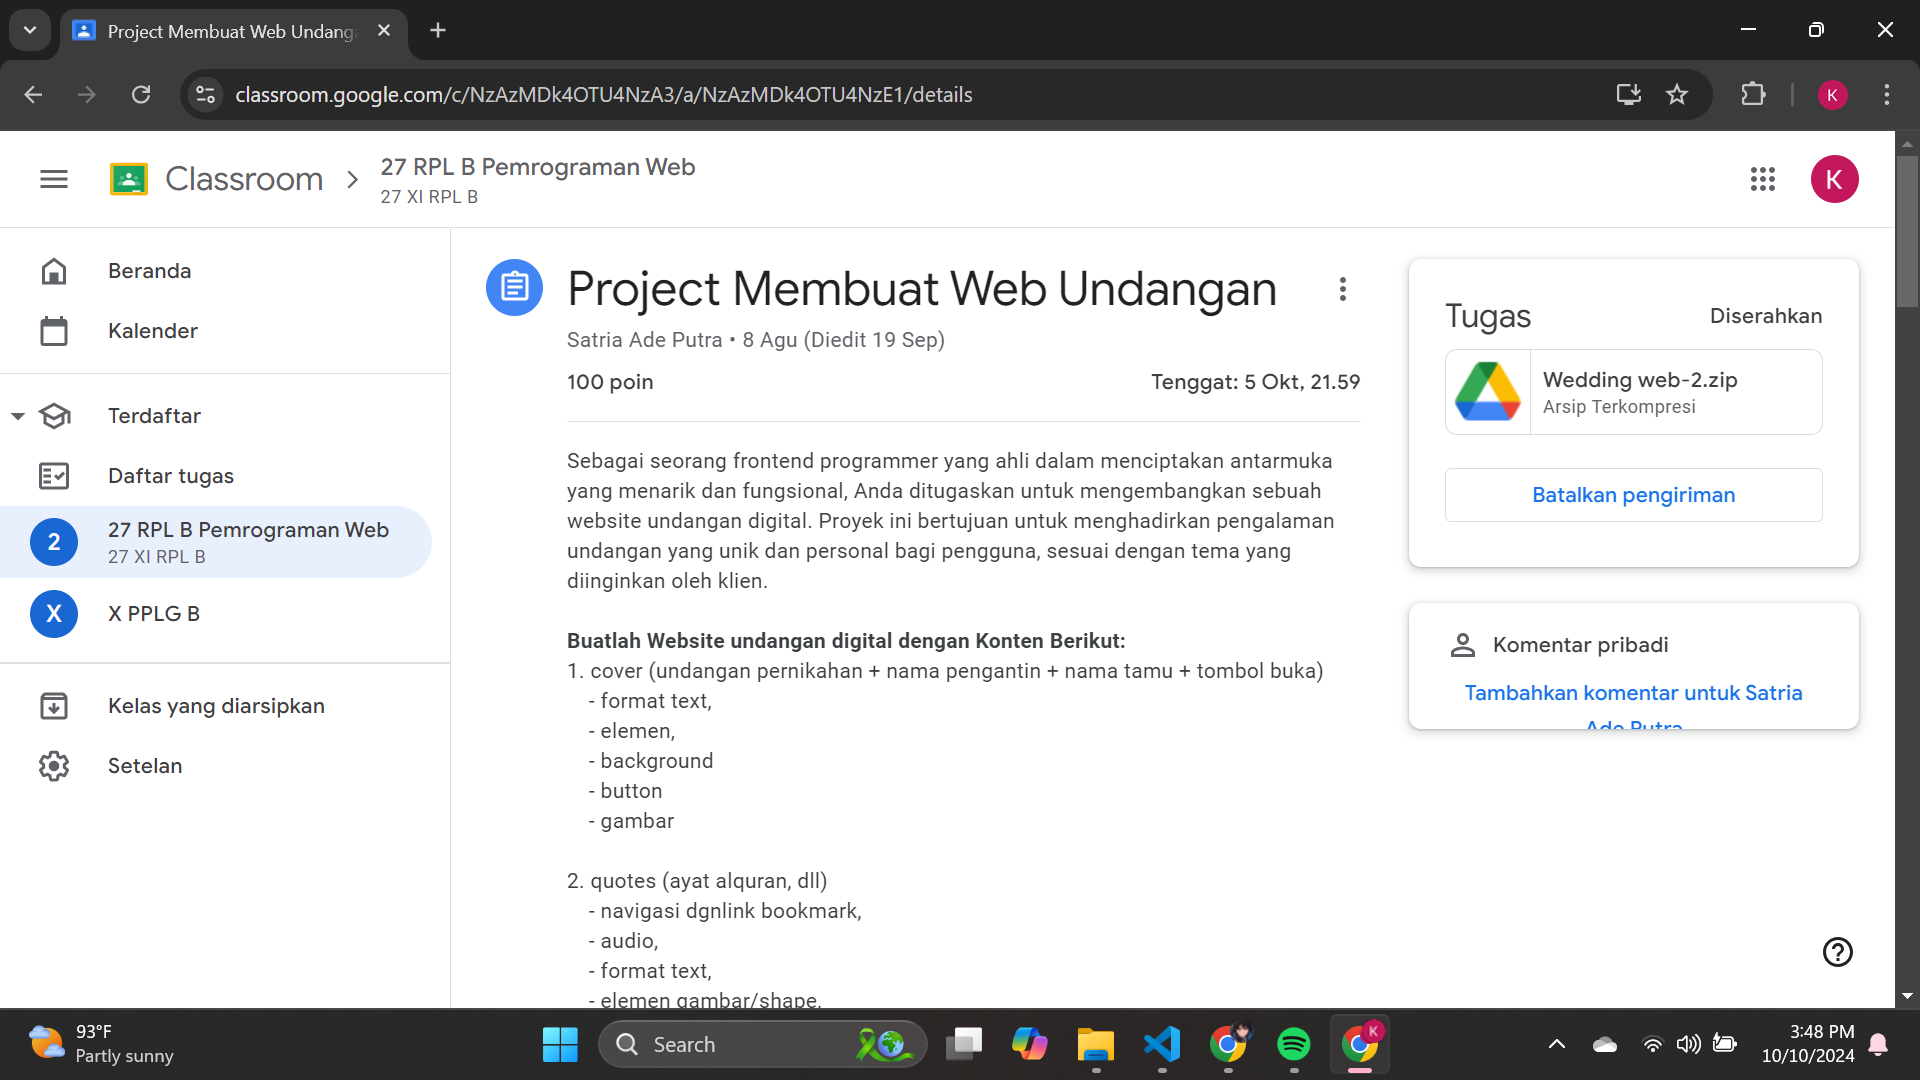 Project Membuat Web Undang
classroom.google.com/c/NzAzMDk4OTU4NzA3/a/NzAzMDk4OTU4NzE1/details
K
Classroom
27 RPL B Pemrograman Web
27 XI RPL B
K
Beranda
Kalender
Terdaftar
Daftar tugas
2
27 RPL B Pemrograman Web
27 XI RPL B
X
X PPLG B
Kelas yang diarsipkan
Setelan
Project Membuat Web Undangan
Satria Ade Putra • 8 Agu (Diedit 19 Sep)
100 poin
Tenggat: 5 Okt, 21.59
Sebagai seorang frontend programmer yang ahli dalam menciptakan antarmuka
yang menarik dan fungsional, Anda ditugaskan untuk mengembangkan sebuah
website undangan digital. Proyek ini bertujuan untuk menghadirkan pengalaman
undangan yang unik dan personal bagi pengguna, sesuai dengan tema yang
diinginkan oleh klien.
Buatlah Website undangan digital dengan Konten Berikut:
1. cover (undangan pernikahan + nama pengantin + nama tamu + tombol buka)
- format text,
- elemen,
- background
- button
- gambar
2. quotes (ayat alquran, dll)
- navigasi dgnlink bookmark,
- audio,
- format text,
- elemen gambar/shape.
Tugas
Diserahkan
Wedding web-2.zip
Arsip Terkompresi
Batalkan pengiriman
Komentar pribadi
Tambahkan komentar untuk Satria
Ade Putra
93°F
Partly sunny
Search
K
3:48 PM
10/10/2024